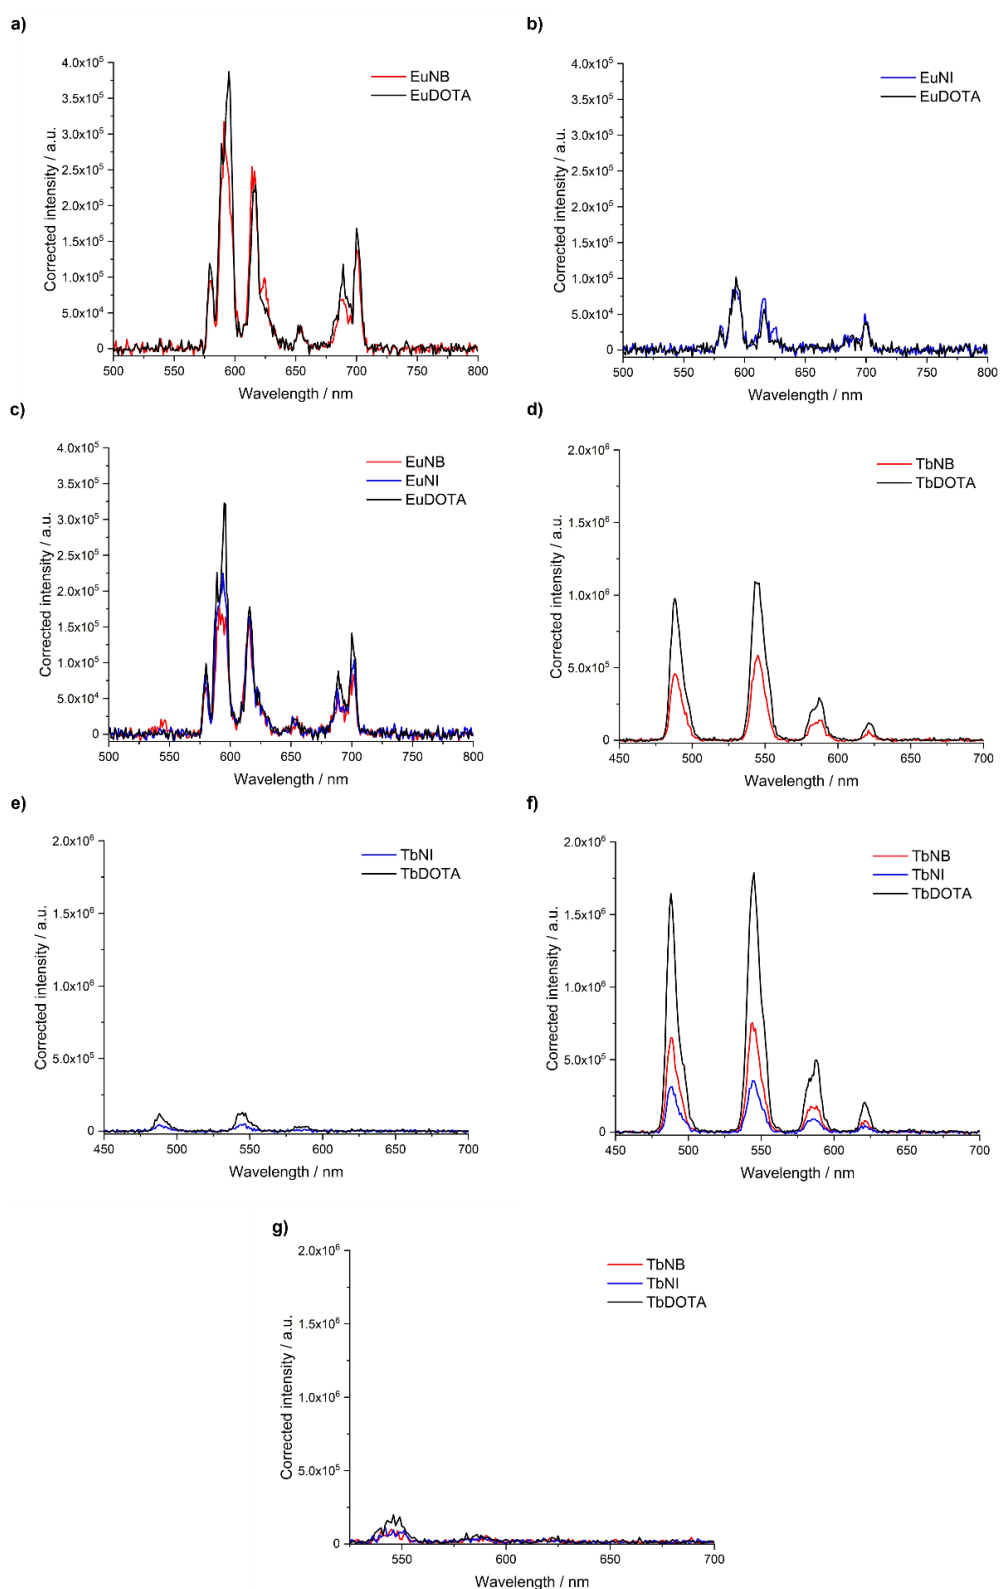 a)
4.0x10⁵
3.5x10⁵
3.0x10⁵
2.5x10⁵
2.0x10⁵
1.5x10⁵
1.0x10⁵
5.0x10⁴
0
Corrected intensity / a.u.
EuNB
EuDOTA
500 550 600 650 700 750 800
Wavelength / nm
b)
4.0x10⁵
3.5x10⁵
3.0x10⁵
2.5x10⁵
2.0x10⁵
1.5x10⁵
1.0x10⁵
5.0x10⁴
0
Corrected intensity / a.u.
EuNI
EuDOTA
500 550 600 650 700 750 800
Wavelength / nm
c)
4.0x10⁵
3.5x10⁵
3.0x10⁵
2.5x10⁵
2.0x10⁵
1.5x10⁵
1.0x10⁵
5.0x10⁴
0
Corrected intensity / a.u.
EuNB
EuNI
EuDOTA
500 550 600 650 700 750 800
Wavelength / nm
d)
2.0x10⁶
1.5x10⁶
1.0x10⁶
5.0x10⁵
0
Corrected intensity / a.u.
TbNB
TbDOTA
450 500 550 600 650 700
Wavelength / nm
e)
2.0x10⁶
1.5x10⁶
1.0x10⁶
5.0x10⁵
0
Corrected intensity / a.u.
TbNI
TbDOTA
450 500 550 600 650 700
Wavelength / nm
f)
2.0x10⁶
1.5x10⁶
1.0x10⁶
5.0x10⁵
0
Corrected intensity / a.u.
TbNB
TbNI
TbDOTA
450 500 550 600 650 700
Wavelength / nm
g)
2.0x10⁶
1.5x10⁶
1.0x10⁶
5.0x10⁵
0
Corrected intensity / a.u.
TbNB
TbNI
TbDOTA
550 600 650 700
Wavelength / nm